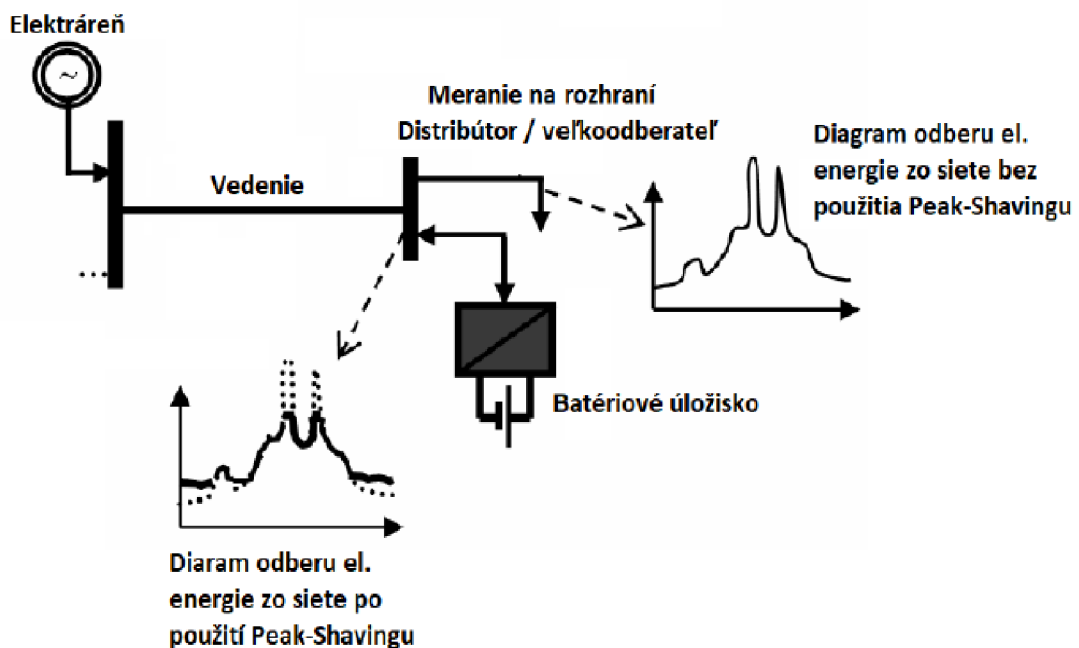 Elektráreň
~
Meranie na rozhraní
Distribútor / veľkoodberateľ
Vedenie
Diagram odberu el.
energie zo siete bez
použitia Peak-Shavingu
Batériové úložisko
Diaram odberu el.
energie zo siete po
použití Peak-Shavingu